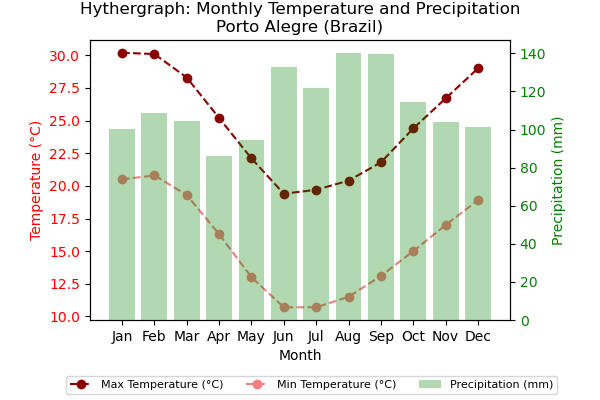 Hythergraph: Monthly Temperature and Precipitation
Porto Alegre (Brazil)
Temperature (°C)
30.0
27.5
25.0
22.5
20.0
17.5
15.0
12.5
10.0
140
120
100
80
60
40
20
0
Precipitation (mm)
Jan Feb Mar Apr May Jun Jul Aug Sep Oct Nov Dec
Month
Max Temperature (°C) Min Temperature (°C) Precipitation (mm)